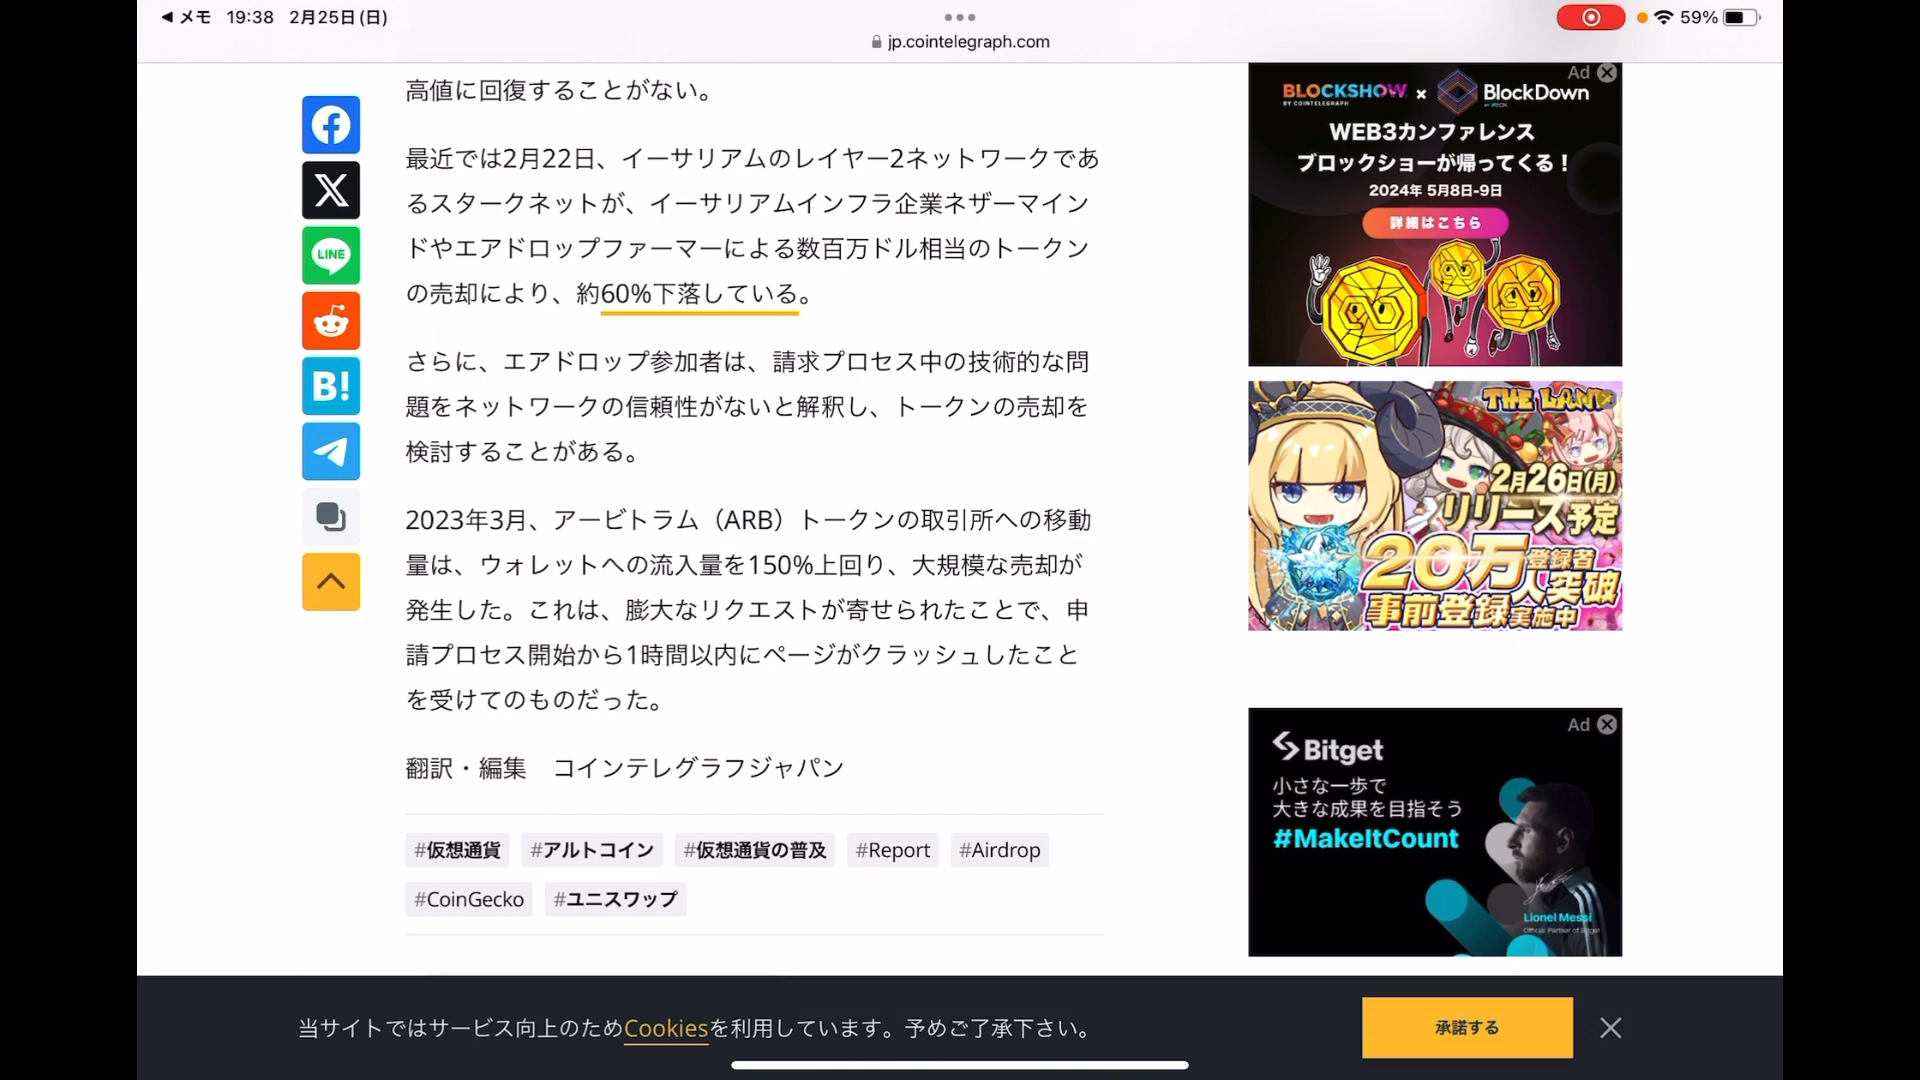 ◀メモ 19:38 2月25日(日)
59%
jp.cointelegraph.com
高値に回復することがない。
最近では2月22日、イーサリアムのレイヤー2ネットワークであ
るスタークネットが、イーサリアムインフラ企業ネザーマイン
ドやエアドロップファーマーによる数百万ドル相当のトークン
の売却により、約60%下落している。
さらに、エアドロップ参加者は、請求プロセス中の技術的な問
題をネットワークの信頼性がないと解釈し、トークンの売却を
検討することがある。
2023年3月、アービトラム（ARB）トークンの取引所への移動
量は、ウォレットへの流入量を150%上回り、大規模な売却が
発生した。これは、膨大なリクエストが寄せられたことで、申
請プロセス開始から1時間以内にページがクラッシュしたこと
を受けてのものだった。
翻訳・編集　コインテレグラフジャパン
#仮想通貨 #アルトコイン #仮想通貨の普及 #Report #Airdrop
#CoinGecko #ユニスワップ
LINE
B!
Ad
BLOCKSHOW × BlockDown
BY COINTELEGRAPH
WEB3カンファレンス
ブロックショーが帰ってくる！
2024年 5月8日-9日
詳細はこちら
THE LAND
2月26日(月)
リリース予定
20万登録者
人突破
事前登録実施中
Ad
Bitget
小さな一歩で
大きな成果を目指そう
#MakeItCount
Lionel Messi
Official Partner of Bitget
当サイトではサービス向上のためCookiesを利用しています。予めご了承下さい。
承諾する